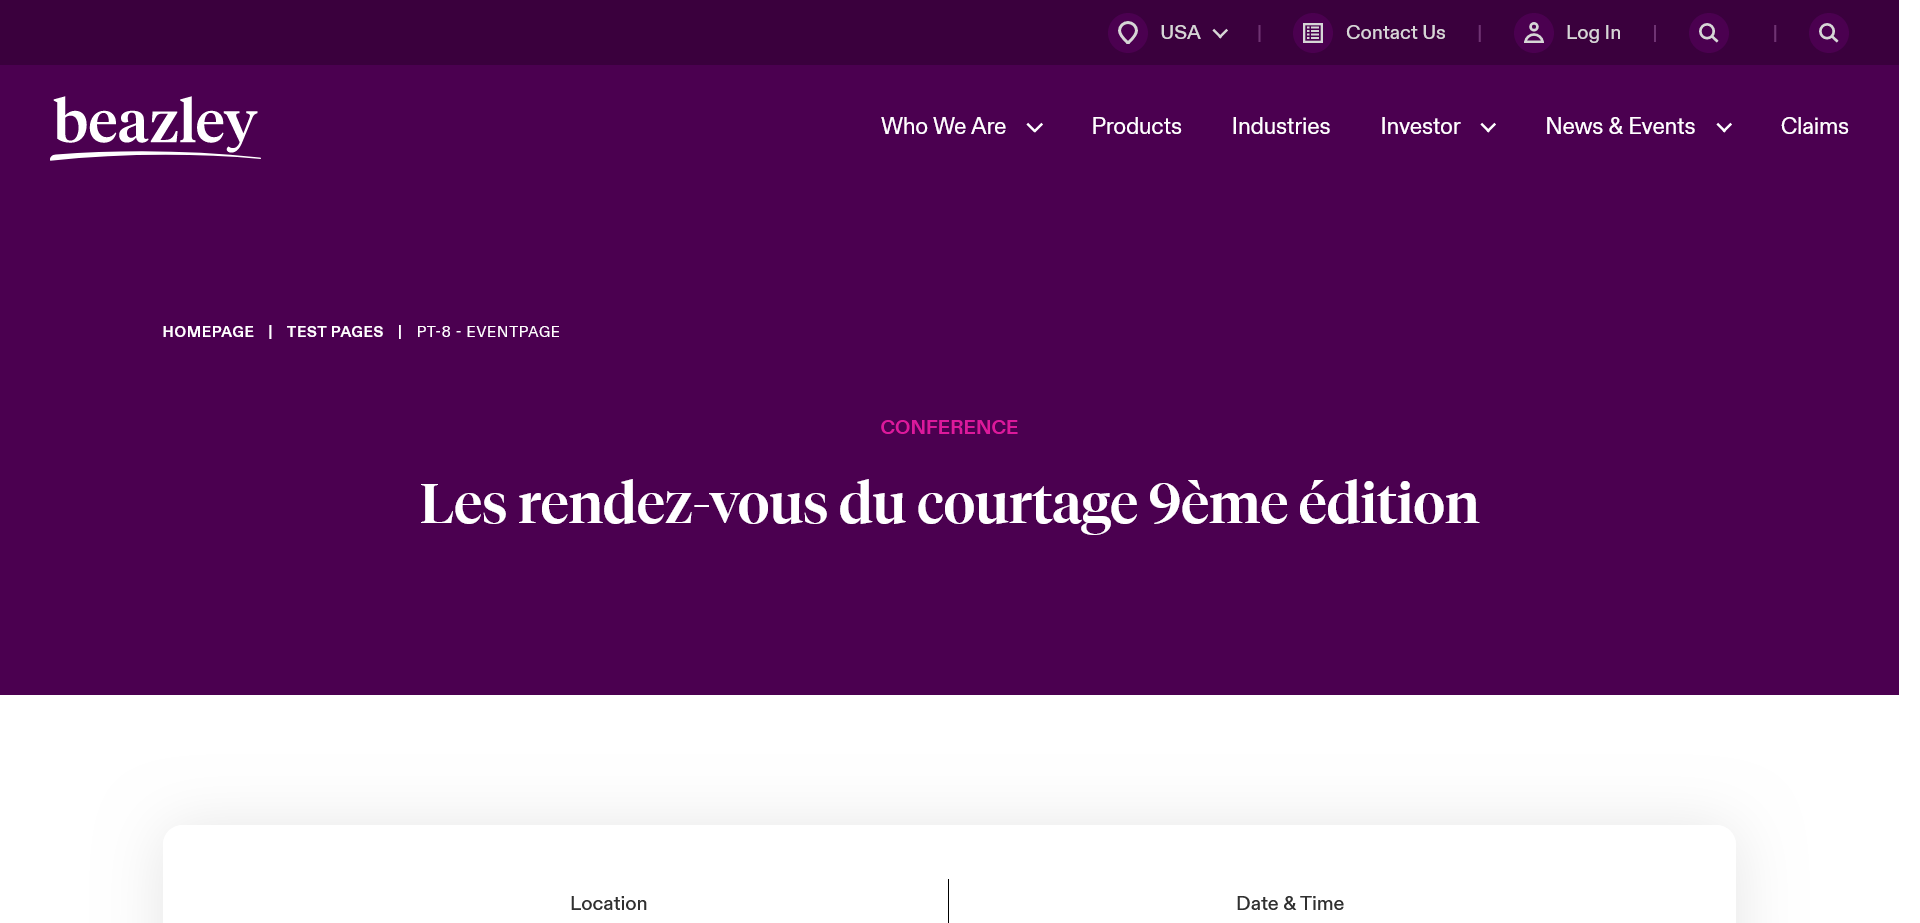 USA | Contact Us | Log In | |
beazley
Who We Are Products Industries Investor News & Events Claims
HOMEPAGE | TEST PAGES | PT-8 - EVENTPAGE
CONFERENCE
Les rendez-vous du courtage 9ème édition
Location
Date & Time